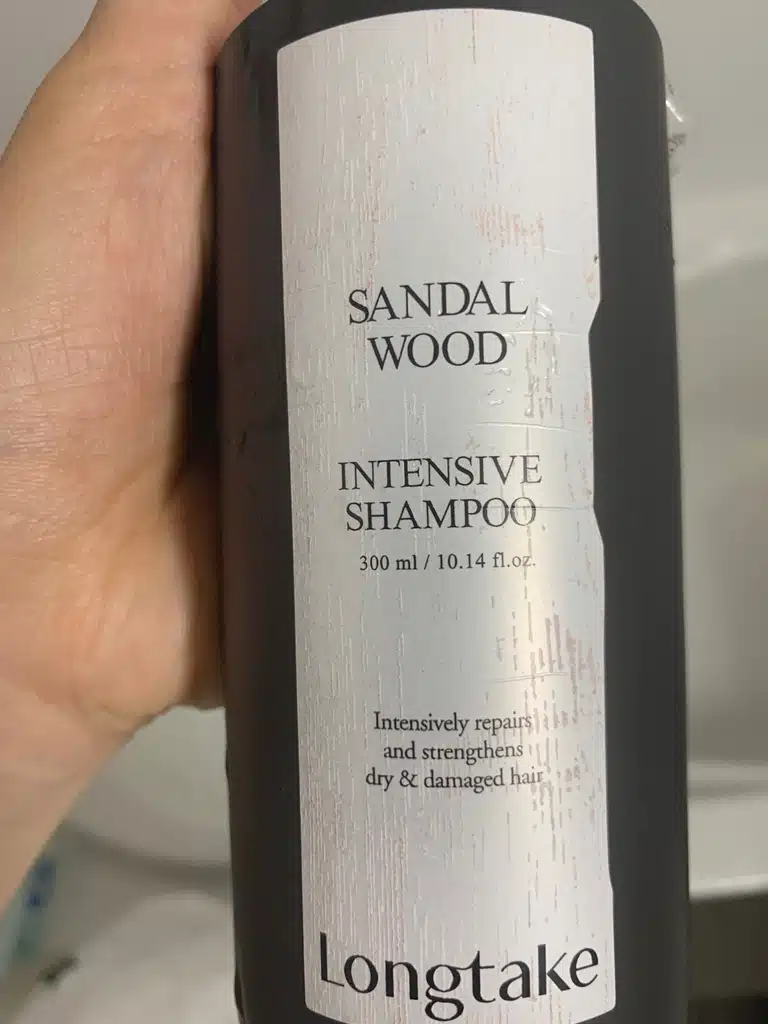 SANDAL
WOOD
INTENSIVE
SHAMPOO
300 ml / 10.14 fl.oz.
Intensively repairs
and strengthens
dry & damaged hair
Longtake